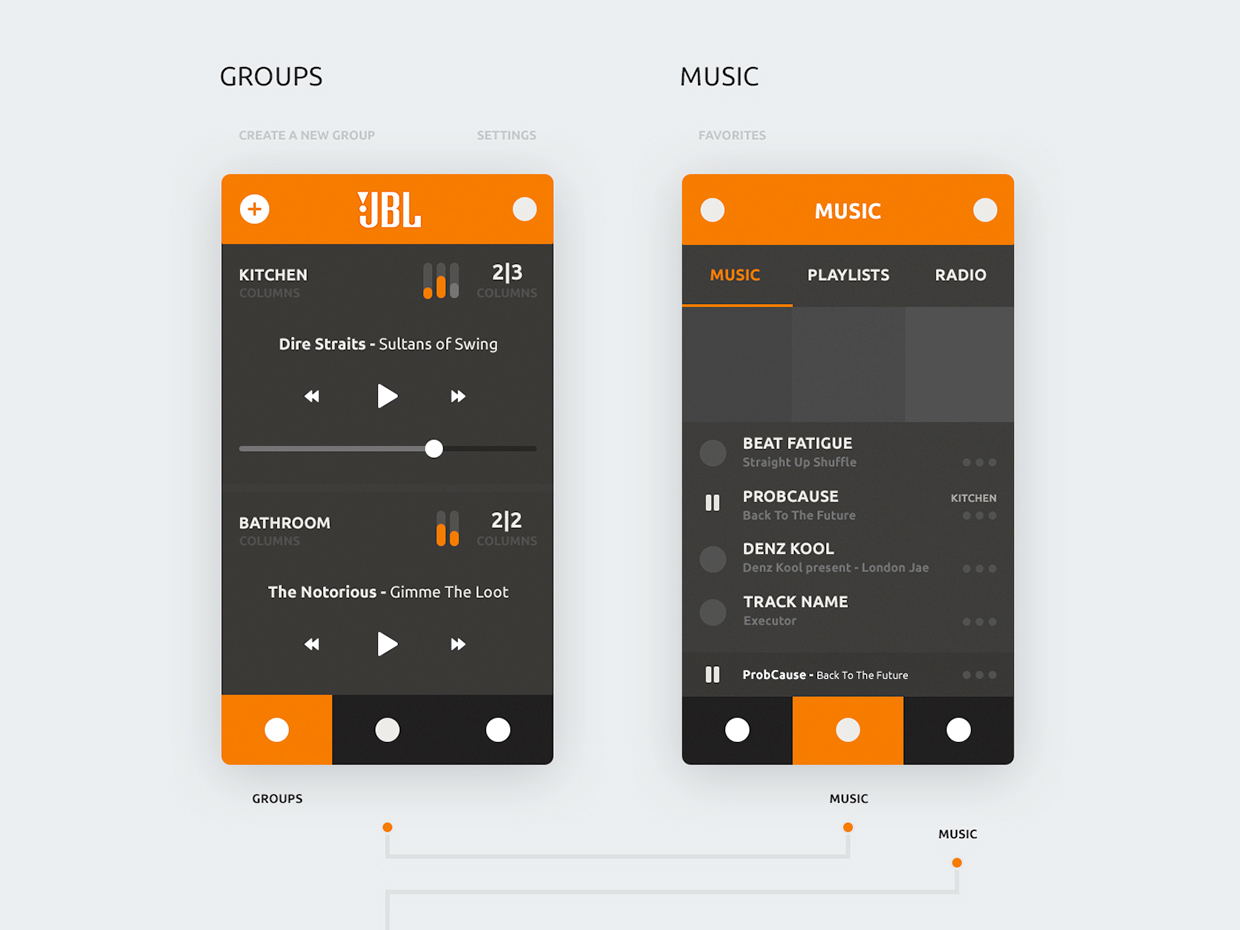 GROUPS
CREATE A NEW GROUP SETTINGS
JBL
KITCHEN 2|3
COLUMNS COLUMNS
Dire Straits - Sultans of Swing
BATHROOM 2|2
COLUMNS COLUMNS
The Notorious - Gimme The Loot
GROUPS
MUSIC
FAVORITES
MUSIC
MUSIC PLAYLISTS RADIO
BEAT FATIGUE
Straight Up Shuffle
PROBCAUSE KITCHEN
Back To The Future
DENZ KOOL
Denz Kool present - London Jae
TRACK NAME
Executor
ProbCause - Back To The Future
MUSIC
MUSIC